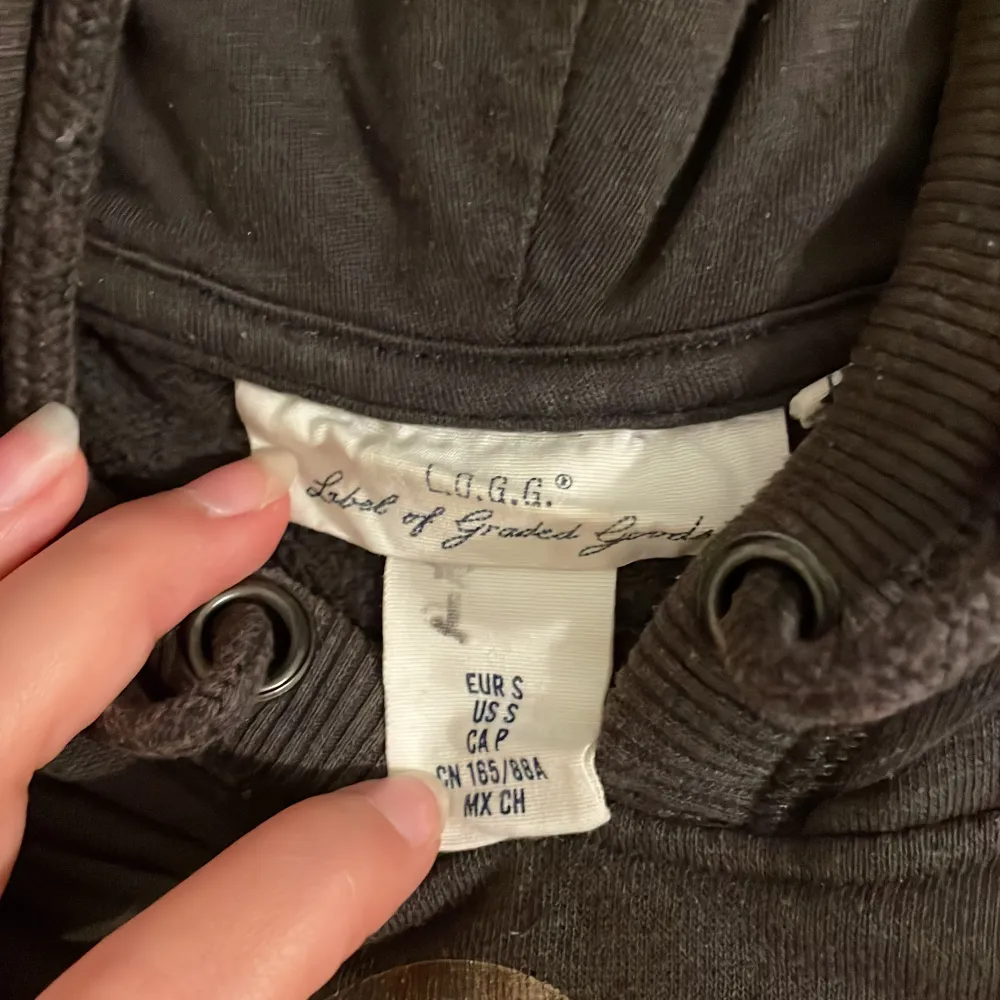 L.O.G.G.®
Label of Graded Goods
EUR S
US S
CA P
CN 165/88A
MX CH